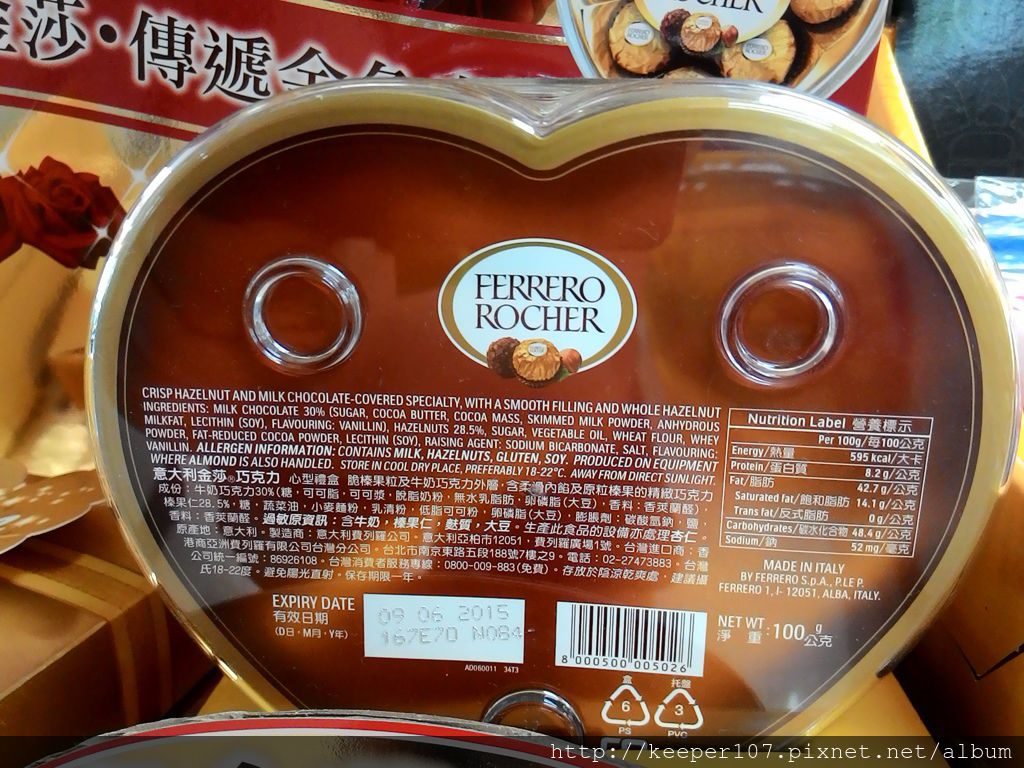 金莎·傳遞金
ROCHER
FERRERO
ROCHER
CRISP HAZELNUT AND MILK CHOCOLATE-COVERED SPECIALTY, WITH A SMOOTH FILLING AND WHOLE HAZELNUT
INGREDIENTS: MILK CHOCOLATE 30% (SUGAR, COCOA BUTTER, COCOA MASS, SKIMMED MILK POWDER, ANHYDROUS
MILKFAT, LECITHIN (SOY), FLAVOURING: VANILLIN), HAZELNUTS 28.5%, SUGAR, VEGETABLE OIL, WHEAT FLOUR, WHEY
POWDER, FAT-REDUCED COCOA POWDER, LECITHIN (SOY), RAISING AGENT: SODIUM BICARBONATE, SALT, FLAVOURING:
VANILLIN. ALLERGEN INFORMATION: CONTAINS MILK, HAZELNUTS, GLUTEN, SOY. PRODUCED ON EQUIPMENT
WHERE ALMOND IS ALSO HANDLED. STORE IN COOL DRY PLACE, PREFERABLY 18-22°C. AWAY FROM DIRECT SUNLIGHT.
意大利金莎®巧克力 心型禮盒 脆榛果粒及牛奶巧克力外層,含柔滑內餡及原粒榛果的精緻巧克力
成份:牛奶巧克力30%(糖,可可脂,可可漿,脫脂奶粉,無水乳脂肪,卵磷脂(大豆),香料:香莢蘭醛),
榛果仁28.5%,糖,蔬菜油,小麥麵粉,乳清粉,低脂可可粉,卵磷脂(大豆),膨脹劑:碳酸氫鈉,鹽,
香料:香莢蘭醛。過敏原資訊:含牛奶,榛果仁,麩質,大豆。生產此食品的設備亦處理杏仁。
原產地:意大利。製造商:意大利費列羅公司,意大利亞柏市12051,費列羅廣場1號。台灣進口商:香
港商亞洲費列羅有限公司台灣分公司。台北市南京東路五段188號7樓之9。電話:02-27473883。台灣
公司統一編號:86926108。台灣消費者服務專線:0800-009-883(免費)。存放於陰涼乾爽處,建議攝
氏18-22度。避免陽光直射。保存期限一年。
Nutrition Label 營養標示
Per 100g/每100公克
Energy/熱量 595 kcal/大卡
Protein/蛋白質 8.2 g/公克
Fat/脂肪 42.7 g/公克
Saturated fat/飽和脂肪 14.1 g/公克
Trans fat/反式脂肪 0 g/公克
Carbohydrates/碳水化合物 48.4 g/公克
Sodium/鈉 52 mg/毫克
MADE IN ITALY
BY FERRERO S.p.A., P.LE P.
FERRERO 1, I- 12051, ALBA, ITALY.
EXPIRY DATE
有效日期
(日D·月M·年Y)
09 06 2015
167E7D N084
AD060011 34T3
8 000500 005026
NET WT. 淨 重:100 g 公克
盒 托盤
6 3
PS PVC
http://keeper107.pixnet.net/album